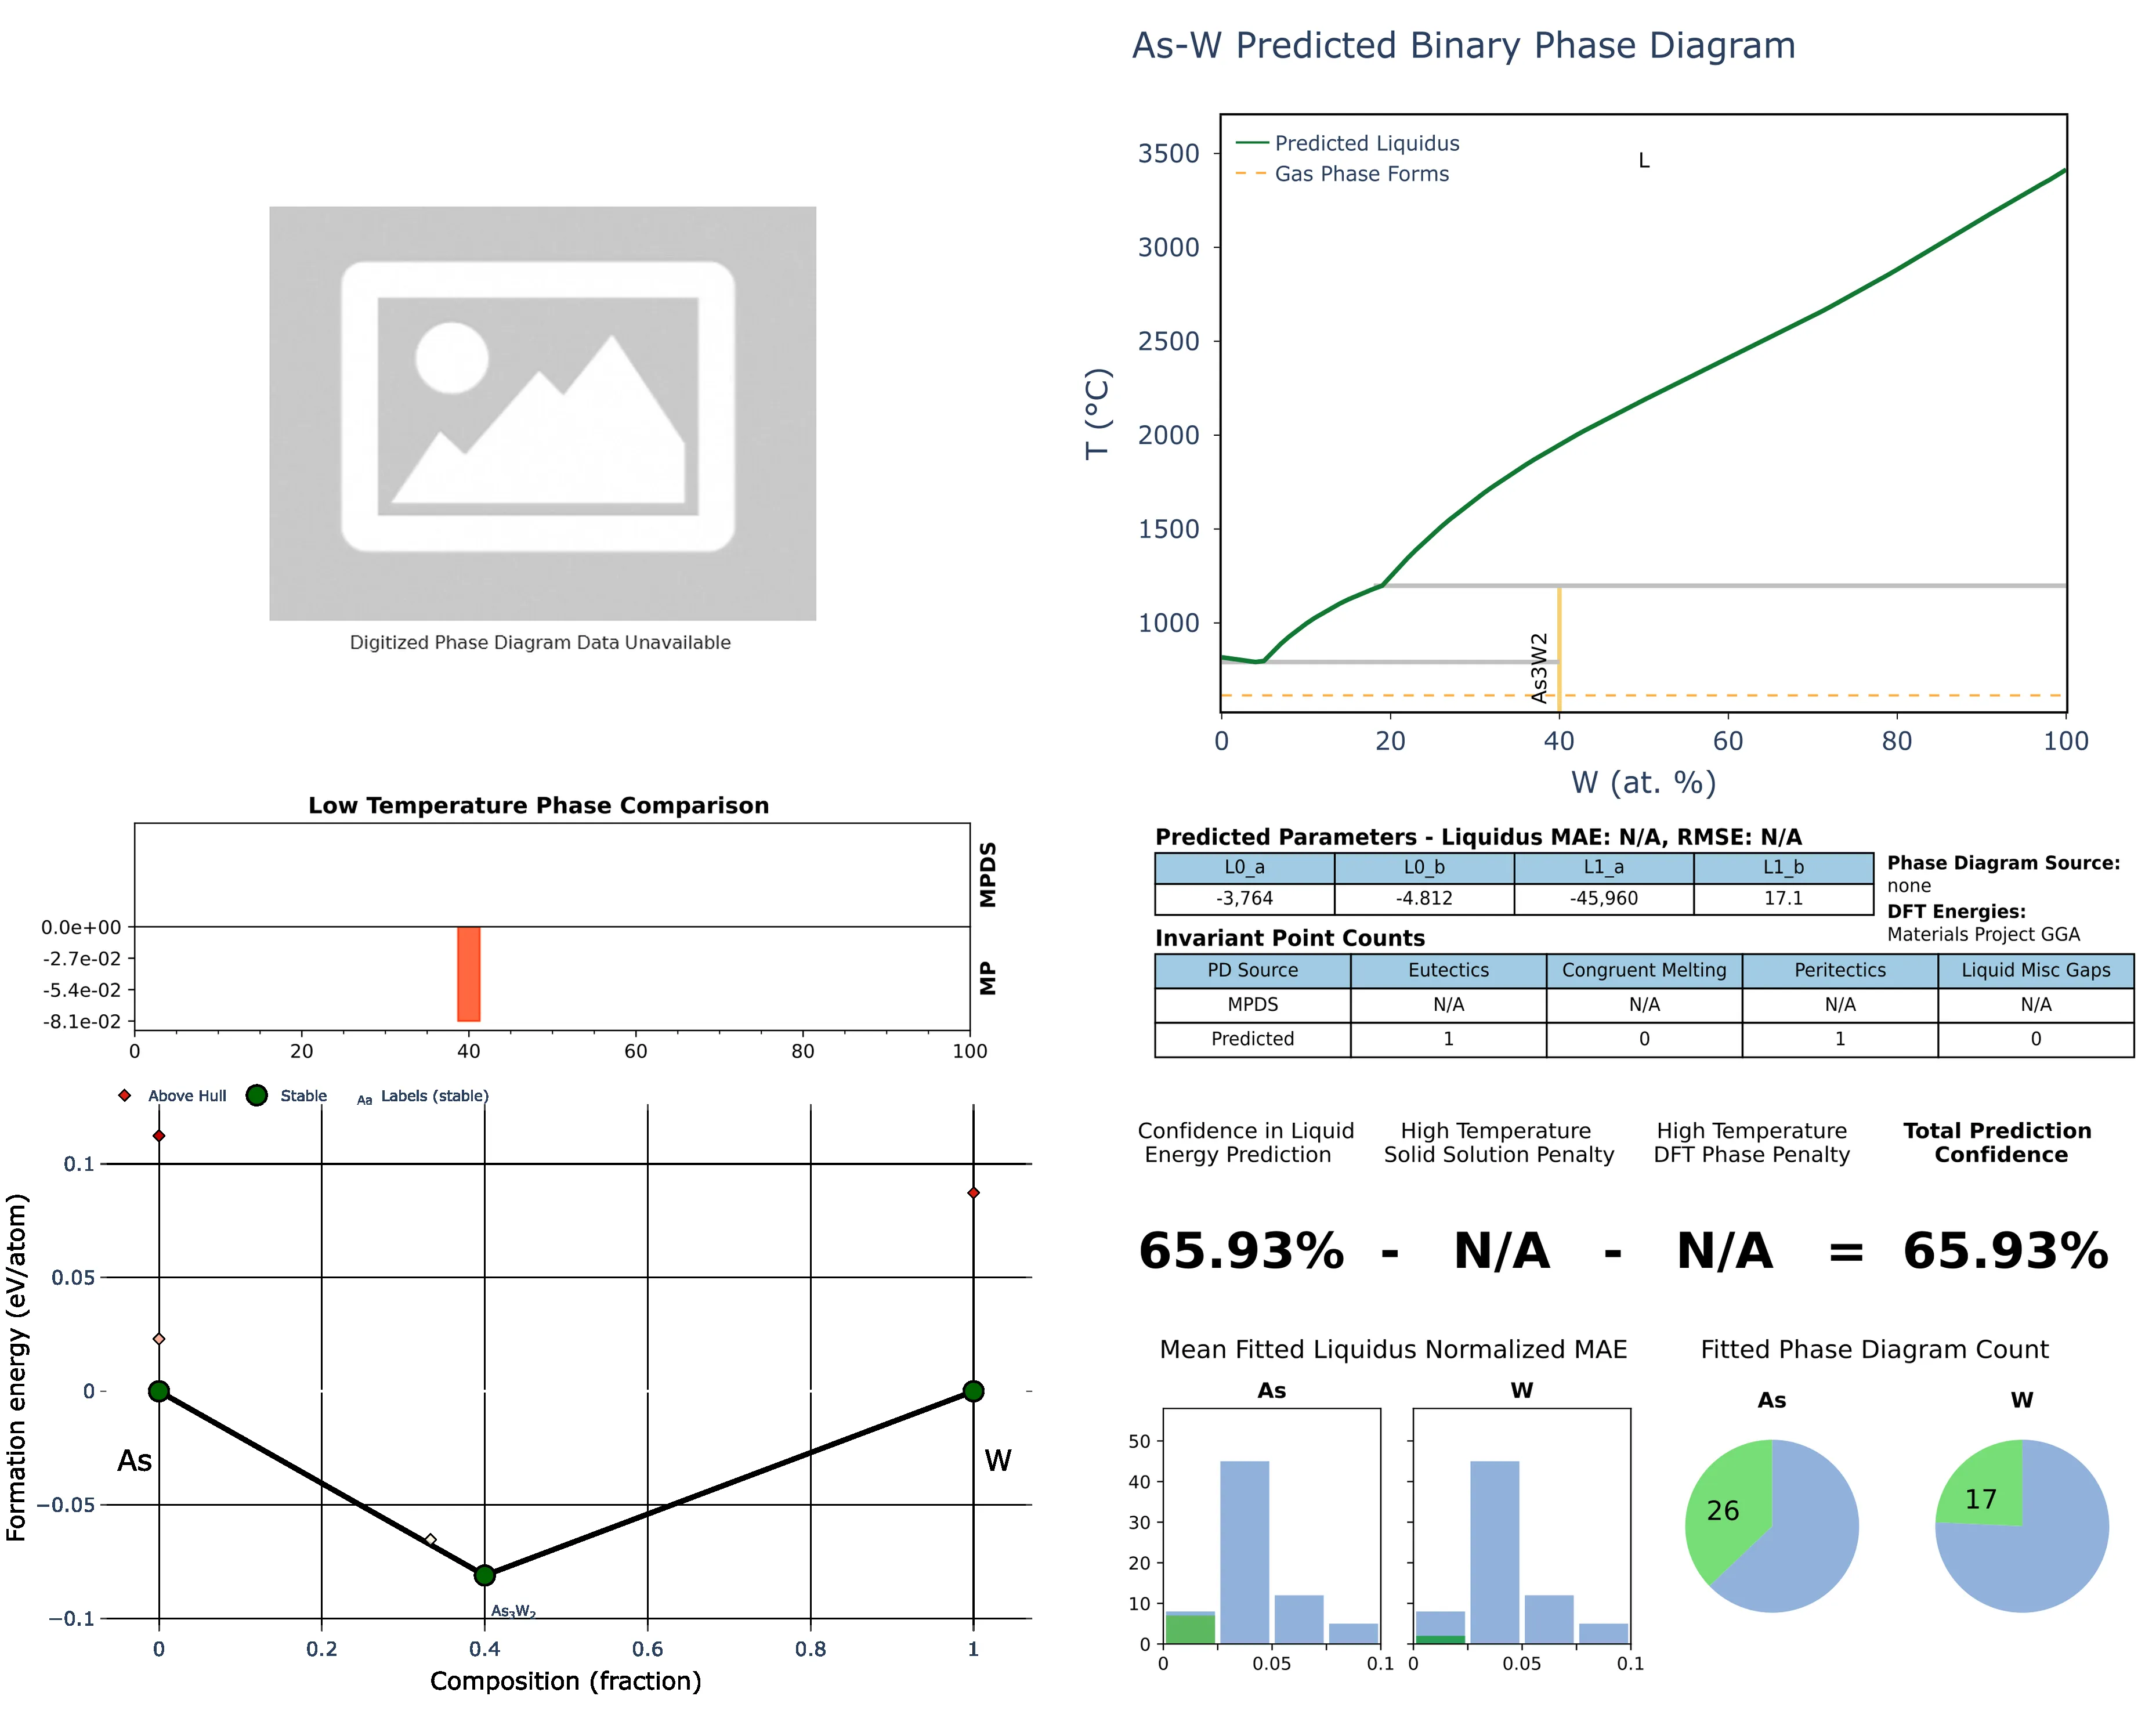 As-W Predicted Binary Phase Diagram
Predicted Liquidus
Gas Phase Forms
L
3500
3000
2500
2000
1500
1000
T (°C)
As3W2
0 20 40 60 80 100
W (at. %)
Digitized Phase Diagram Data Unavailable
Low Temperature Phase Comparison
MPDS
MP
0.0e+00
-2.7e-02
-5.4e-02
-8.1e-02
0 20 40 60 80 100
Above Hull Stable Aa Labels (stable)
0.1
0.05
0
−0.05
−0.1
Formation energy (eV/atom)
As
W
As3W2
0 0.2 0.4 0.6 0.8 1
Composition (fraction)
Predicted Parameters - Liquidus MAE: N/A, RMSE: N/A
L0_a L0_b L1_a L1_b
-3,764 -4.812 -45,960 17.1
Phase Diagram Source:
none
DFT Energies:
Materials Project GGA
Invariant Point Counts
PD Source Eutectics Congruent Melting Peritectics Liquid Misc Gaps
MPDS N/A N/A N/A N/A
Predicted 1 0 1 0
Confidence in Liquid
Energy Prediction
High Temperature
Solid Solution Penalty
High Temperature
DFT Phase Penalty
Total Prediction
Confidence
65.93% - N/A - N/A = 65.93%
Mean Fitted Liquidus Normalized MAE
As W
50
40
30
20
10
0
0 0.05 0.1 0 0.05 0.1
Fitted Phase Diagram Count
As W
26 17